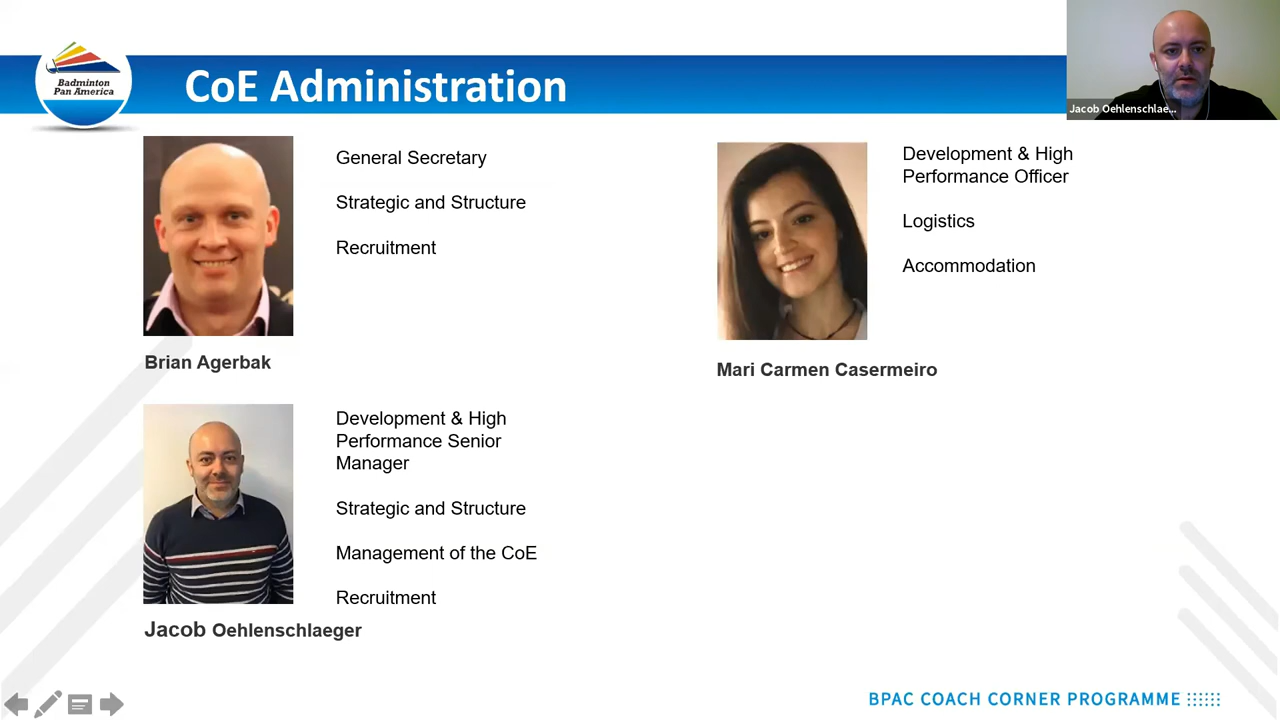 Badminton
Pan America
CoE Administration
Jacob Oehlenschlae...
General Secretary
Strategic and Structure
Recruitment
Brian Agerbak
Development & High
Performance Officer
Logistics
Accommodation
Mari Carmen Casermeiro
Development & High
Performance Senior
Manager
Strategic and Structure
Management of the CoE
Recruitment
Jacob Oehlenschlaeger
BPAC COACH CORNER PROGRAMME